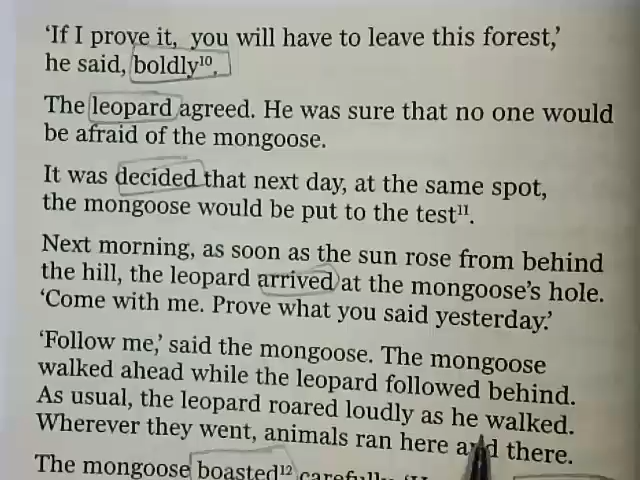 ‘If I prove it, you will have to leave this forest,’
he said, boldly¹⁰.
The leopard agreed. He was sure that no one would
be afraid of the mongoose.
It was decided that next day, at the same spot,
the mongoose would be put to the test¹¹.
Next morning, as soon as the sun rose from behind
the hill, the leopard arrived at the mongoose’s hole.
‘Come with me. Prove what you said yesterday.’
‘Follow me,’ said the mongoose. The mongoose
walked ahead while the leopard followed behind.
As usual, the leopard roared loudly as he walked.
Wherever they went, animals ran here and there.
The mongoose boasted¹² carefully